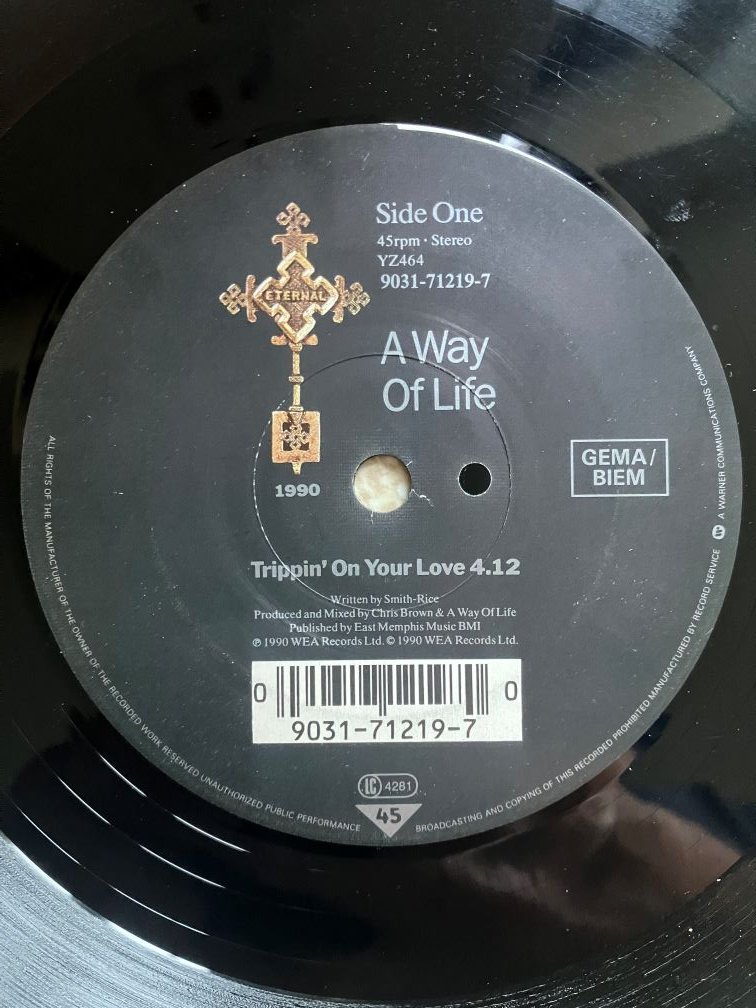 Side One
45rpm · Stereo
YZ464
9031-71219-7
ETERNAL
A Way
Of Life
1990
GEMA/
BIEM
Trippin' On Your Love 4.12
Written by Smith-Rice
Produced and Mixed by Chris Brown & A Way Of Life
Published by East Memphis Music BMI
℗ 1990 WEA Records Ltd. © 1990 WEA Records Ltd.
0 0
9031-71219-7
LC 4281
45
ALL RIGHTS OF THE MANUFACTURER OF THE OWNER OF THE RECORDED WORK RESERVED UNAUTHORIZED PUBLIC PERFORMANCE BROADCASTING AND COPYING OF THIS RECORDED PROHIBITED MANUFACTURED BY RECORD SERVICE W A WARNER COMMUNICATIONS COMPANY